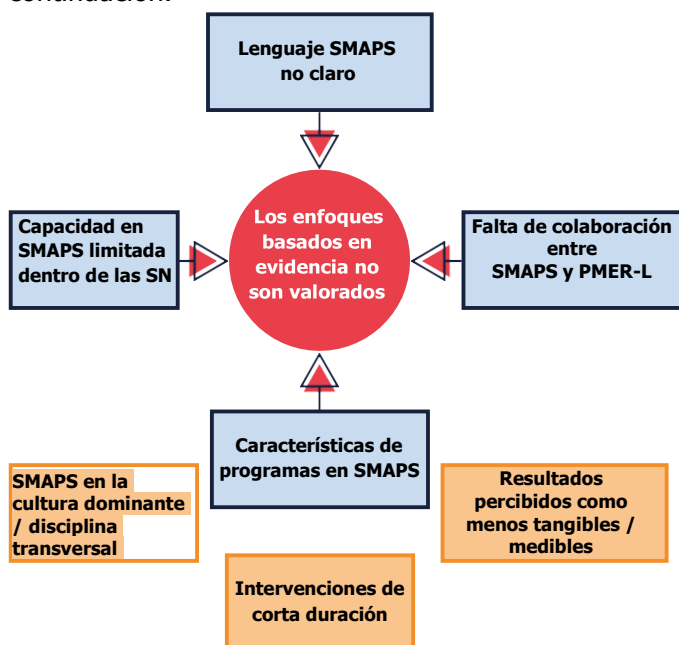 continuación.
Lenguaje SMAPS
no claro
Capacidad en
SMAPS limitada
dentro de las SN
Los enfoques
basados en
evidencia no
son valorados
Falta de colaboración
entre
SMAPS y PMER-L
Características de
programas en SMAPS
SMAPS en la
cultura dominante
/ disciplina
transversal
Resultados
percibidos como
menos tangibles /
medibles
Intervenciones de
corta duración